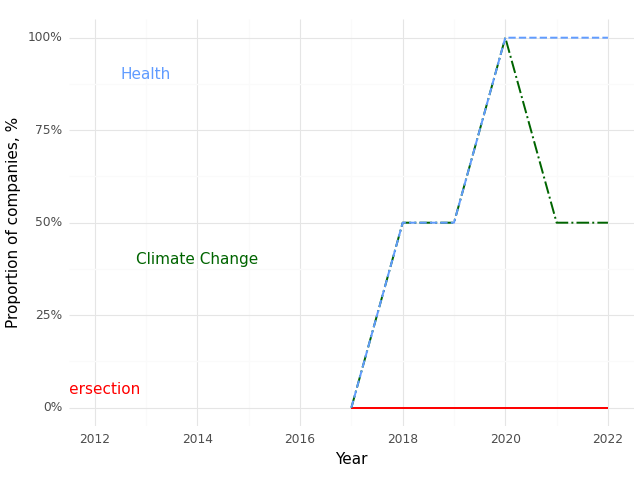 100%
Health
75%
50%
Climate Change
25%
ersection
0%
2012 2014 2016 2018 2020 2022
Year
Proportion of companies, %